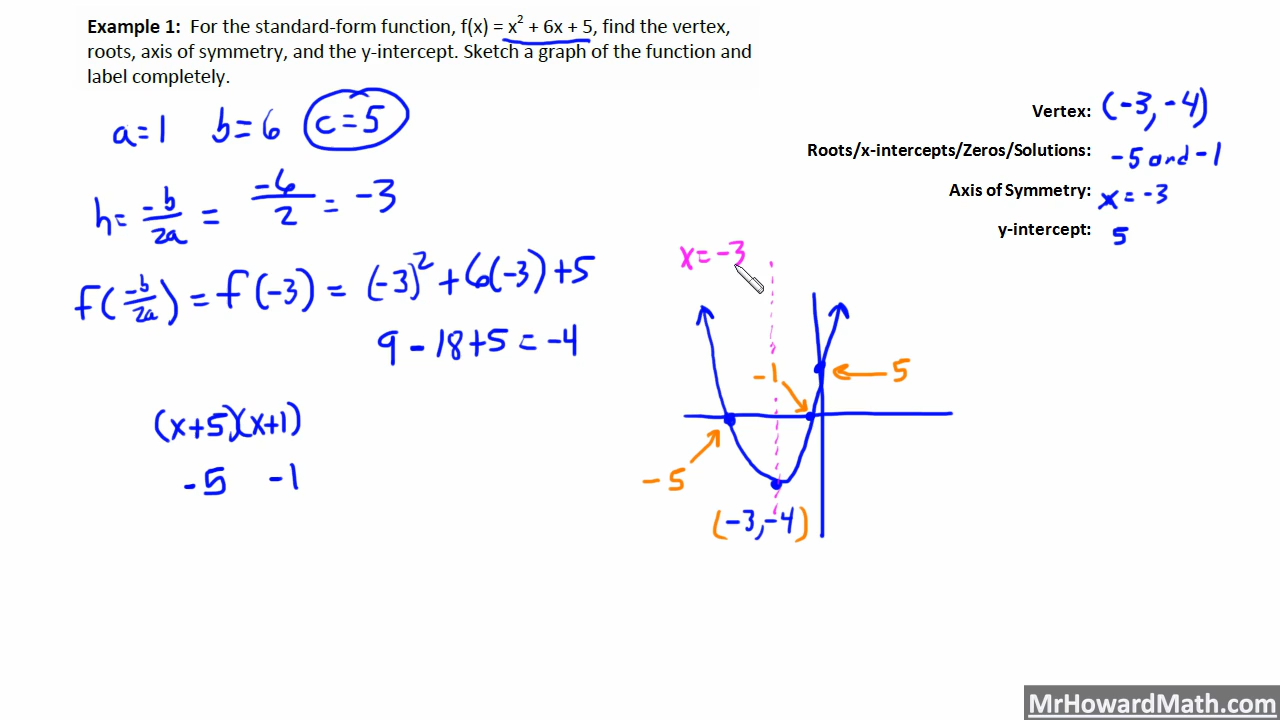 Example 1: For the standard-form function, f(x) = x² + 6x + 5, find the vertex,
roots, axis of symmetry, and the y-intercept. Sketch a graph of the function and
label completely.
a=1 b=6 c=5
h= -b/2a = -6/2 = -3
f(-b/2a) = f(-3) = (-3)² + 6(-3) + 5
9 - 18 + 5 = -4
(x+5)(x+1)
-5 -1
Vertex: (-3, -4)
Roots/x-intercepts/Zeros/Solutions: -5 and -1
Axis of Symmetry: x = -3
y-intercept: 5
x = -3
-1
5
-5
(-3, -4)
MrHowardMath.com